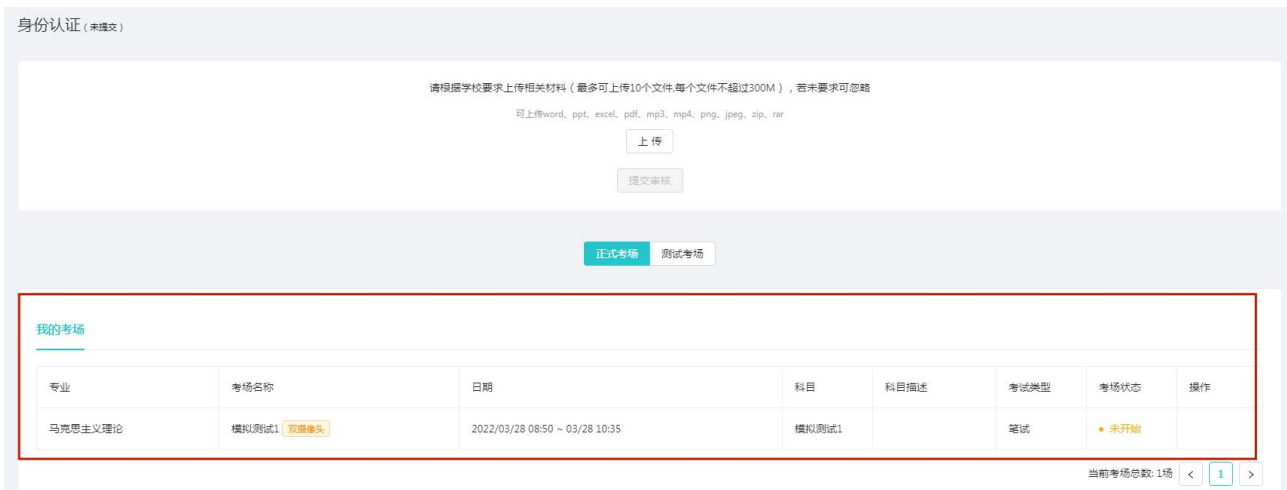 身份认证（未提交）
请根据学校要求上传相关材料（最多可上传10个文件,每个文件不超过300M），若未要求可忽略
可上传word、ppt、excel、pdf、mp3、mp4、png、jpeg、zip、rar
上 传
提交审核
正式考场 测试考场
我的考场
专业 考场名称 日期 科目 科目描述 考试类型 考场状态 操作
马克思主义理论 模拟测试1 双摄像头 2022/03/28 08:50 ~ 03/28 10:35 模拟测试1 笔试 未开始
当前考场总数: 1场 < 1 >